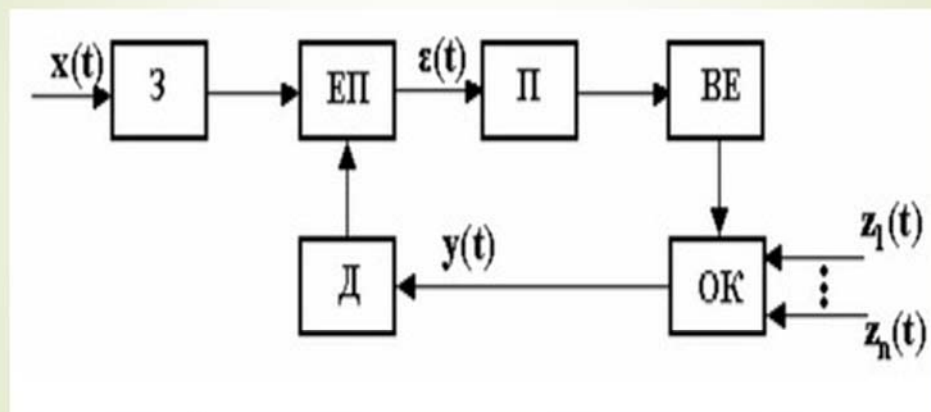 x(t)
З
ЕП
ε(t)
П
ВЕ
Д
y(t)
ОК
z₁(t)
zₙ(t)